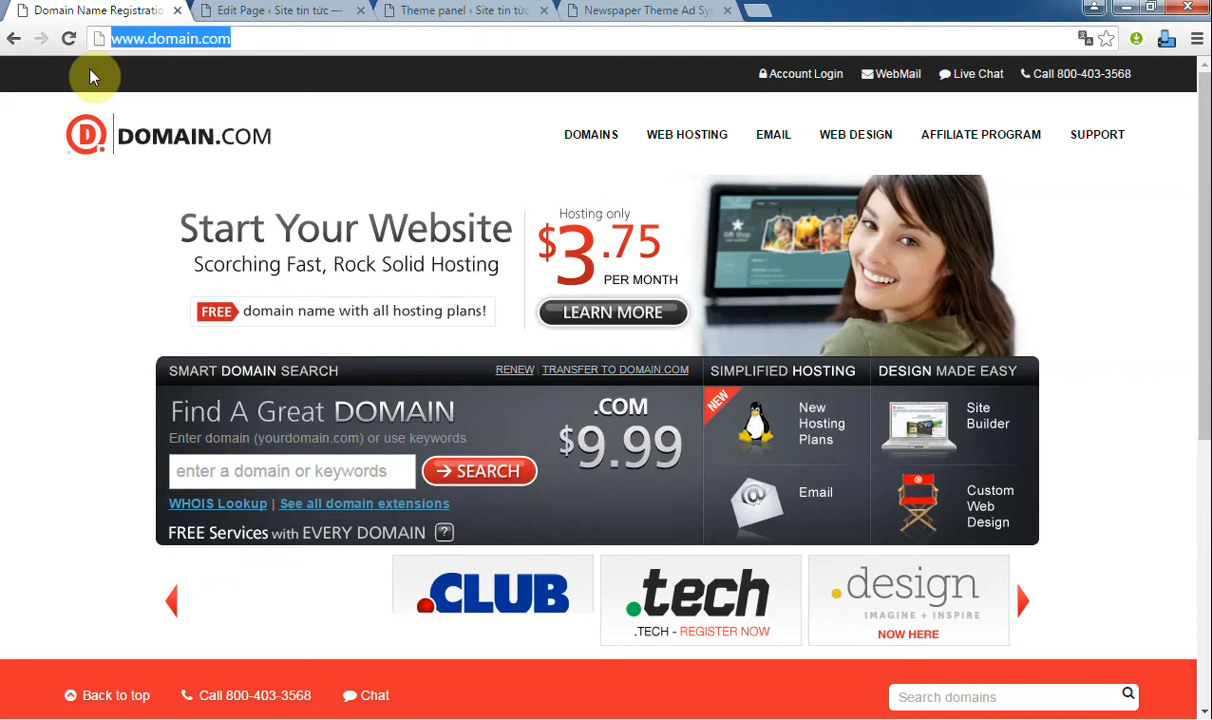 Domain Name Registratio
Edit Page ‹ Site tin tức —
Theme panel ‹ Site tin tức
Newspaper Theme Ad Sys
www.domain.com
Account Login
WebMail
Live Chat
Call 800-403-3568
D
DOMAIN.COM
DOMAINS
WEB HOSTING
EMAIL
WEB DESIGN
AFFILIATE PROGRAM
SUPPORT
Start Your Website
Scorching Fast, Rock Solid Hosting
FREE domain name with all hosting plans!
Hosting only
$3.75
PER MONTH
LEARN MORE
SMART DOMAIN SEARCH
RENEW | TRANSFER TO DOMAIN.COM
SIMPLIFIED HOSTING
DESIGN MADE EASY
Find A Great DOMAIN
Enter domain (yourdomain.com) or use keywords
enter a domain or keywords
SEARCH
WHOIS Lookup | See all domain extensions
FREE Services with EVERY DOMAIN ?
.COM
$9.99
NEW
New
Hosting
Plans
Email
Site
Builder
Custom
Web
Design
.CLUB
.tech
.TECH - REGISTER NOW
.design
IMAGINE + INSPIRE
NOW HERE
Back to top
Call 800-403-3568
Chat
Search domains